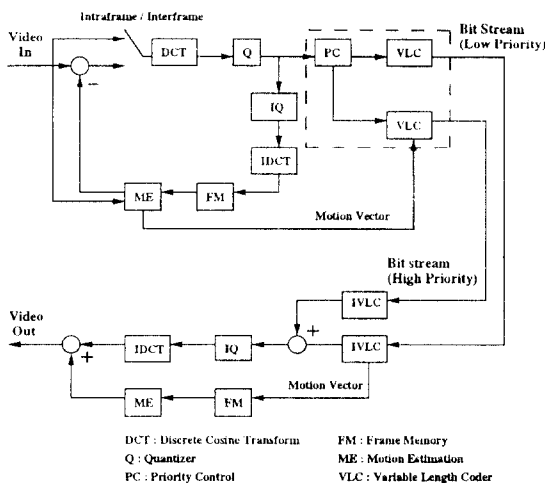 Intraframe / Interframe
Video
In
DCT
Q
PC
VLC
Bit Stream
(Low Priority)
−
IQ
VLC
IDCT
ME
FM
Motion Vector
Bit stream
(High Priority)
IVLC
Video
Out
+
IDCT
IQ
+
IVLC
Motion Vector
ME
FM
DCT : Discrete Cosine Transform
FM : Frame Memory
Q : Quantizer
ME : Motion Estimation
PC : Priority Control
VLC : Variable Length Coder